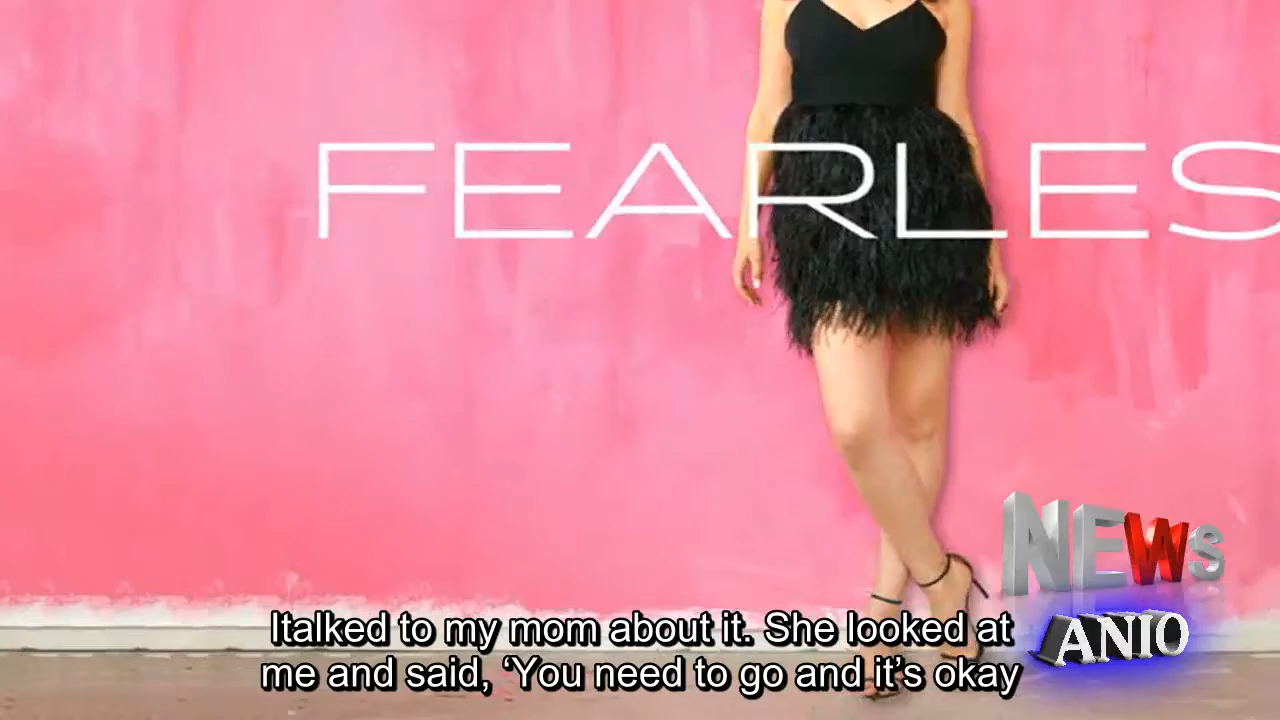 FEARLES
NEWS
ANIO
Italked to my mom about it. She looked at
me and said, ‘You need to go and it’s okay